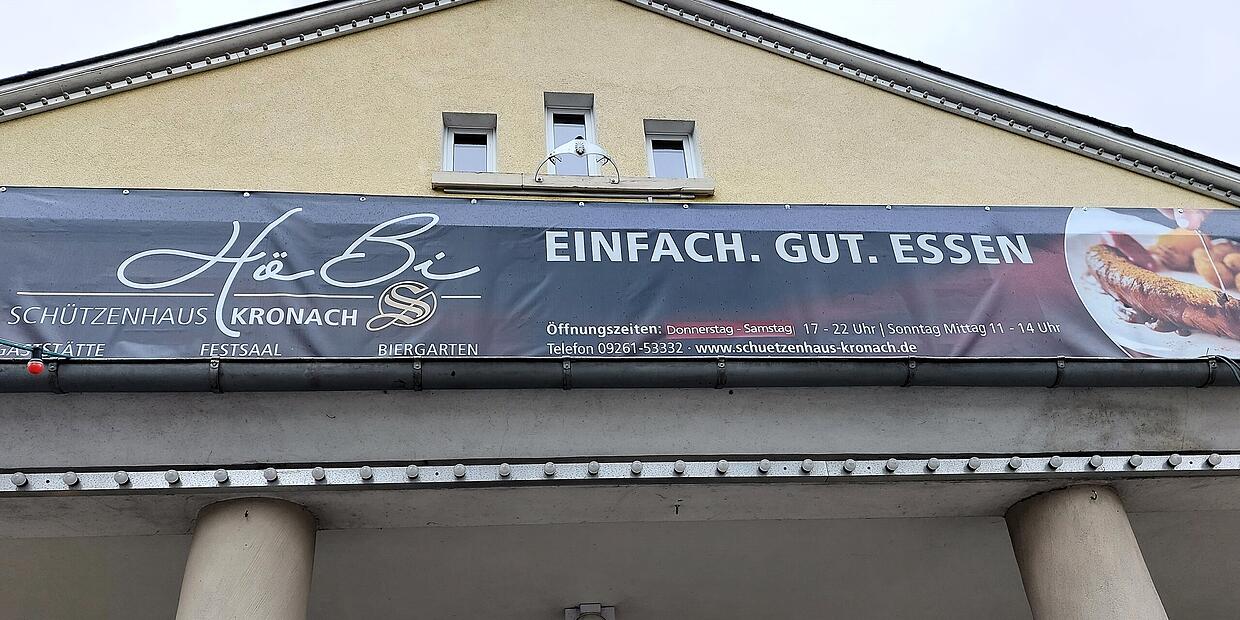 HöBi
SCHÜTZENHAUS KRONACH
S
GASTSTÄTTE FESTSAAL BIERGARTEN
EINFACH. GUT. ESSEN
Öffnungszeiten: Donnerstag - Samstag 17 - 22 Uhr | Sonntag Mittag 11 - 14 Uhr
Telefon 09261-53332 · www.schuetzenhaus-kronach.de